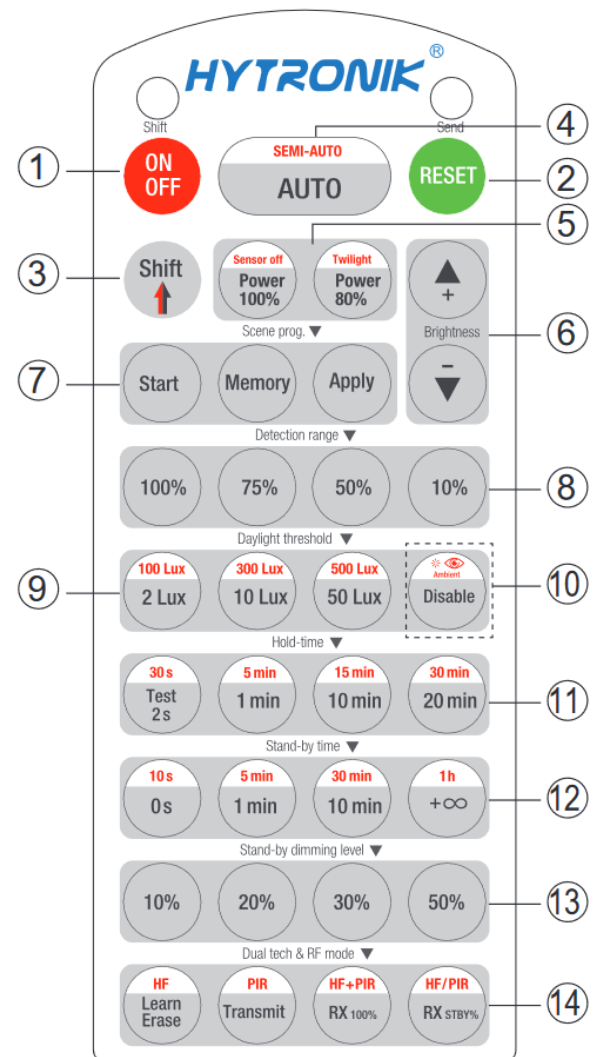 HYTRONIK®
Shift
Send
④
① ON
OFF
SEMI-AUTO
AUTO
RESET
②
⑤
③ Shift
Sensor off
Power
100%
Twilight
Power
80%
+
Brightness
−
⑥
Scene prog. ▼
⑦ Start Memory Apply
Detection range ▼
100% 75% 50% 10% ⑧
Daylight threshold ▼
100 Lux 300 Lux 500 Lux Ambient
⑨ 2 Lux 10 Lux 50 Lux Disable ⑩
Hold-time ▼
30 s 5 min 15 min 30 min
Test
2 s
1 min 10 min 20 min ⑪
Stand-by time ▼
10 s 5 min 30 min 1 h
0 s 1 min 10 min +∞ ⑫
Stand-by dimming level ▼
10% 20% 30% 50% ⑬
Dual tech & RF mode ▼
HF PIR HF+PIR HF/PIR
Learn
Erase
Transmit RX 100% RX STBY% ⑭